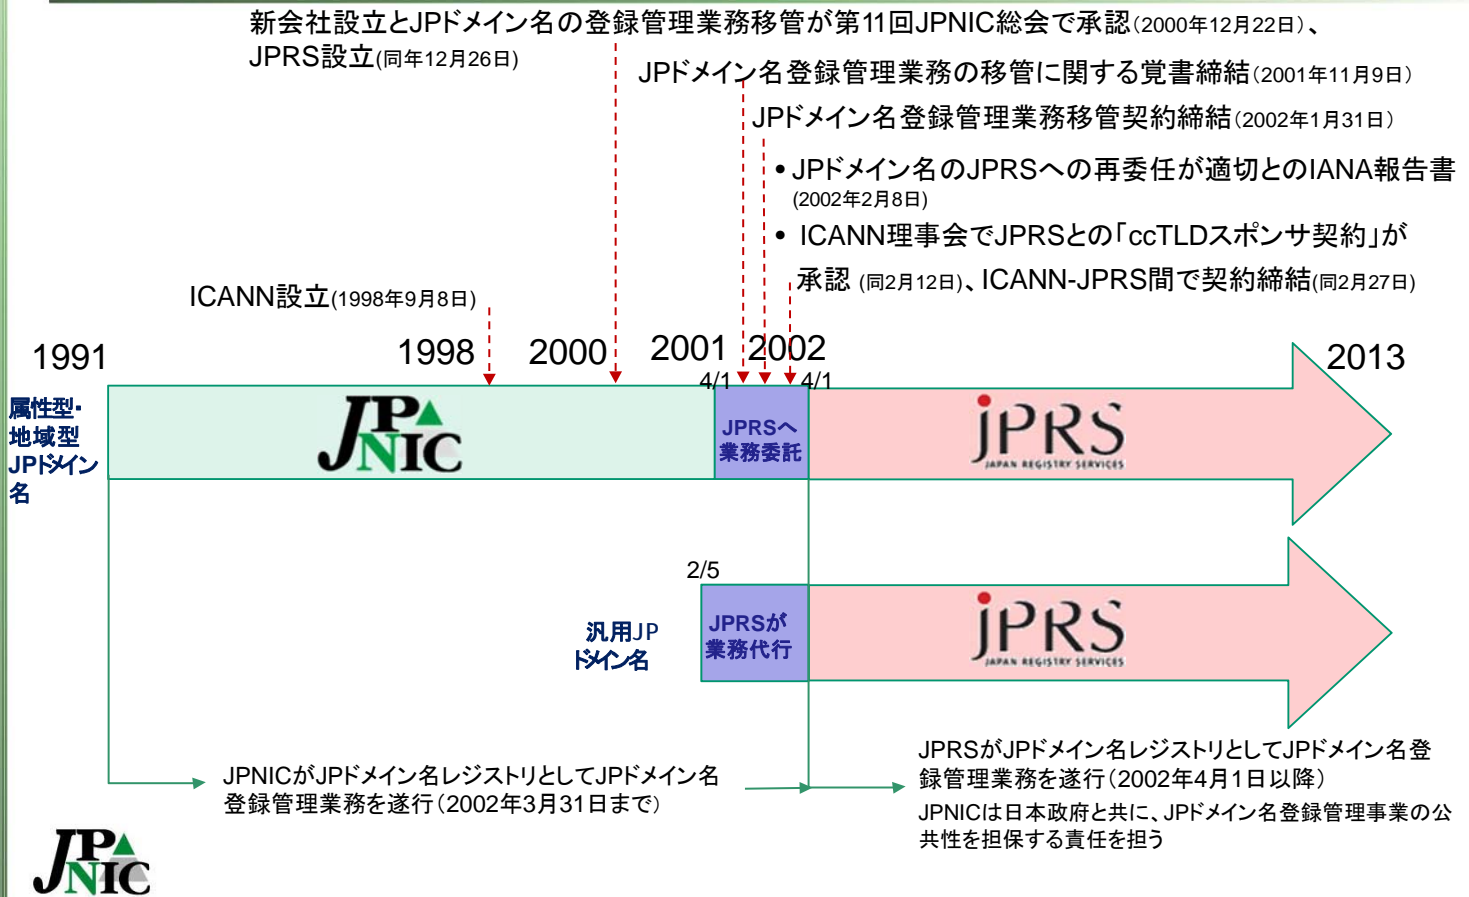 新会社設立とJPドメイン名の登録管理業務移管が第11回JPNIC総会で承認(2000年12月22日)、
JPRS設立(同年12月26日)
JPドメイン名登録管理業務の移管に関する覚書締結(2001年11月9日)
JPドメイン名登録管理業務移管契約締結(2002年1月31日)
• JPドメイン名のJPRSへの再委任が適切とのIANA報告書
(2002年2月8日)
• ICANN理事会でJPRSとの「ccTLDスポンサ契約」が
承認 (同2月12日)、ICANN-JPRS間で契約締結(同2月27日)
ICANN設立(1998年9月8日)
1991
1998
2000
2001
2002
2013
4/1
4/1
属性型・
地域型
JPドメイン
名
JPNIC
JPRSへ
業務委託
JPRS
JAPAN REGISTRY SERVICES
2/5
汎用JP
ドメイン名
JPRSが
業務代行
JPRS
JAPAN REGISTRY SERVICES
JPNICがJPドメイン名レジストリとしてJPドメイン名
登録管理業務を遂行(2002年3月31日まで)
JPRSがJPドメイン名レジストリとしてJPドメイン名登
録管理業務を遂行(2002年4月1日以降)
JPNICは日本政府と共に、JPドメイン名登録管理事業の公
共性を担保する責任を担う
JPNIC